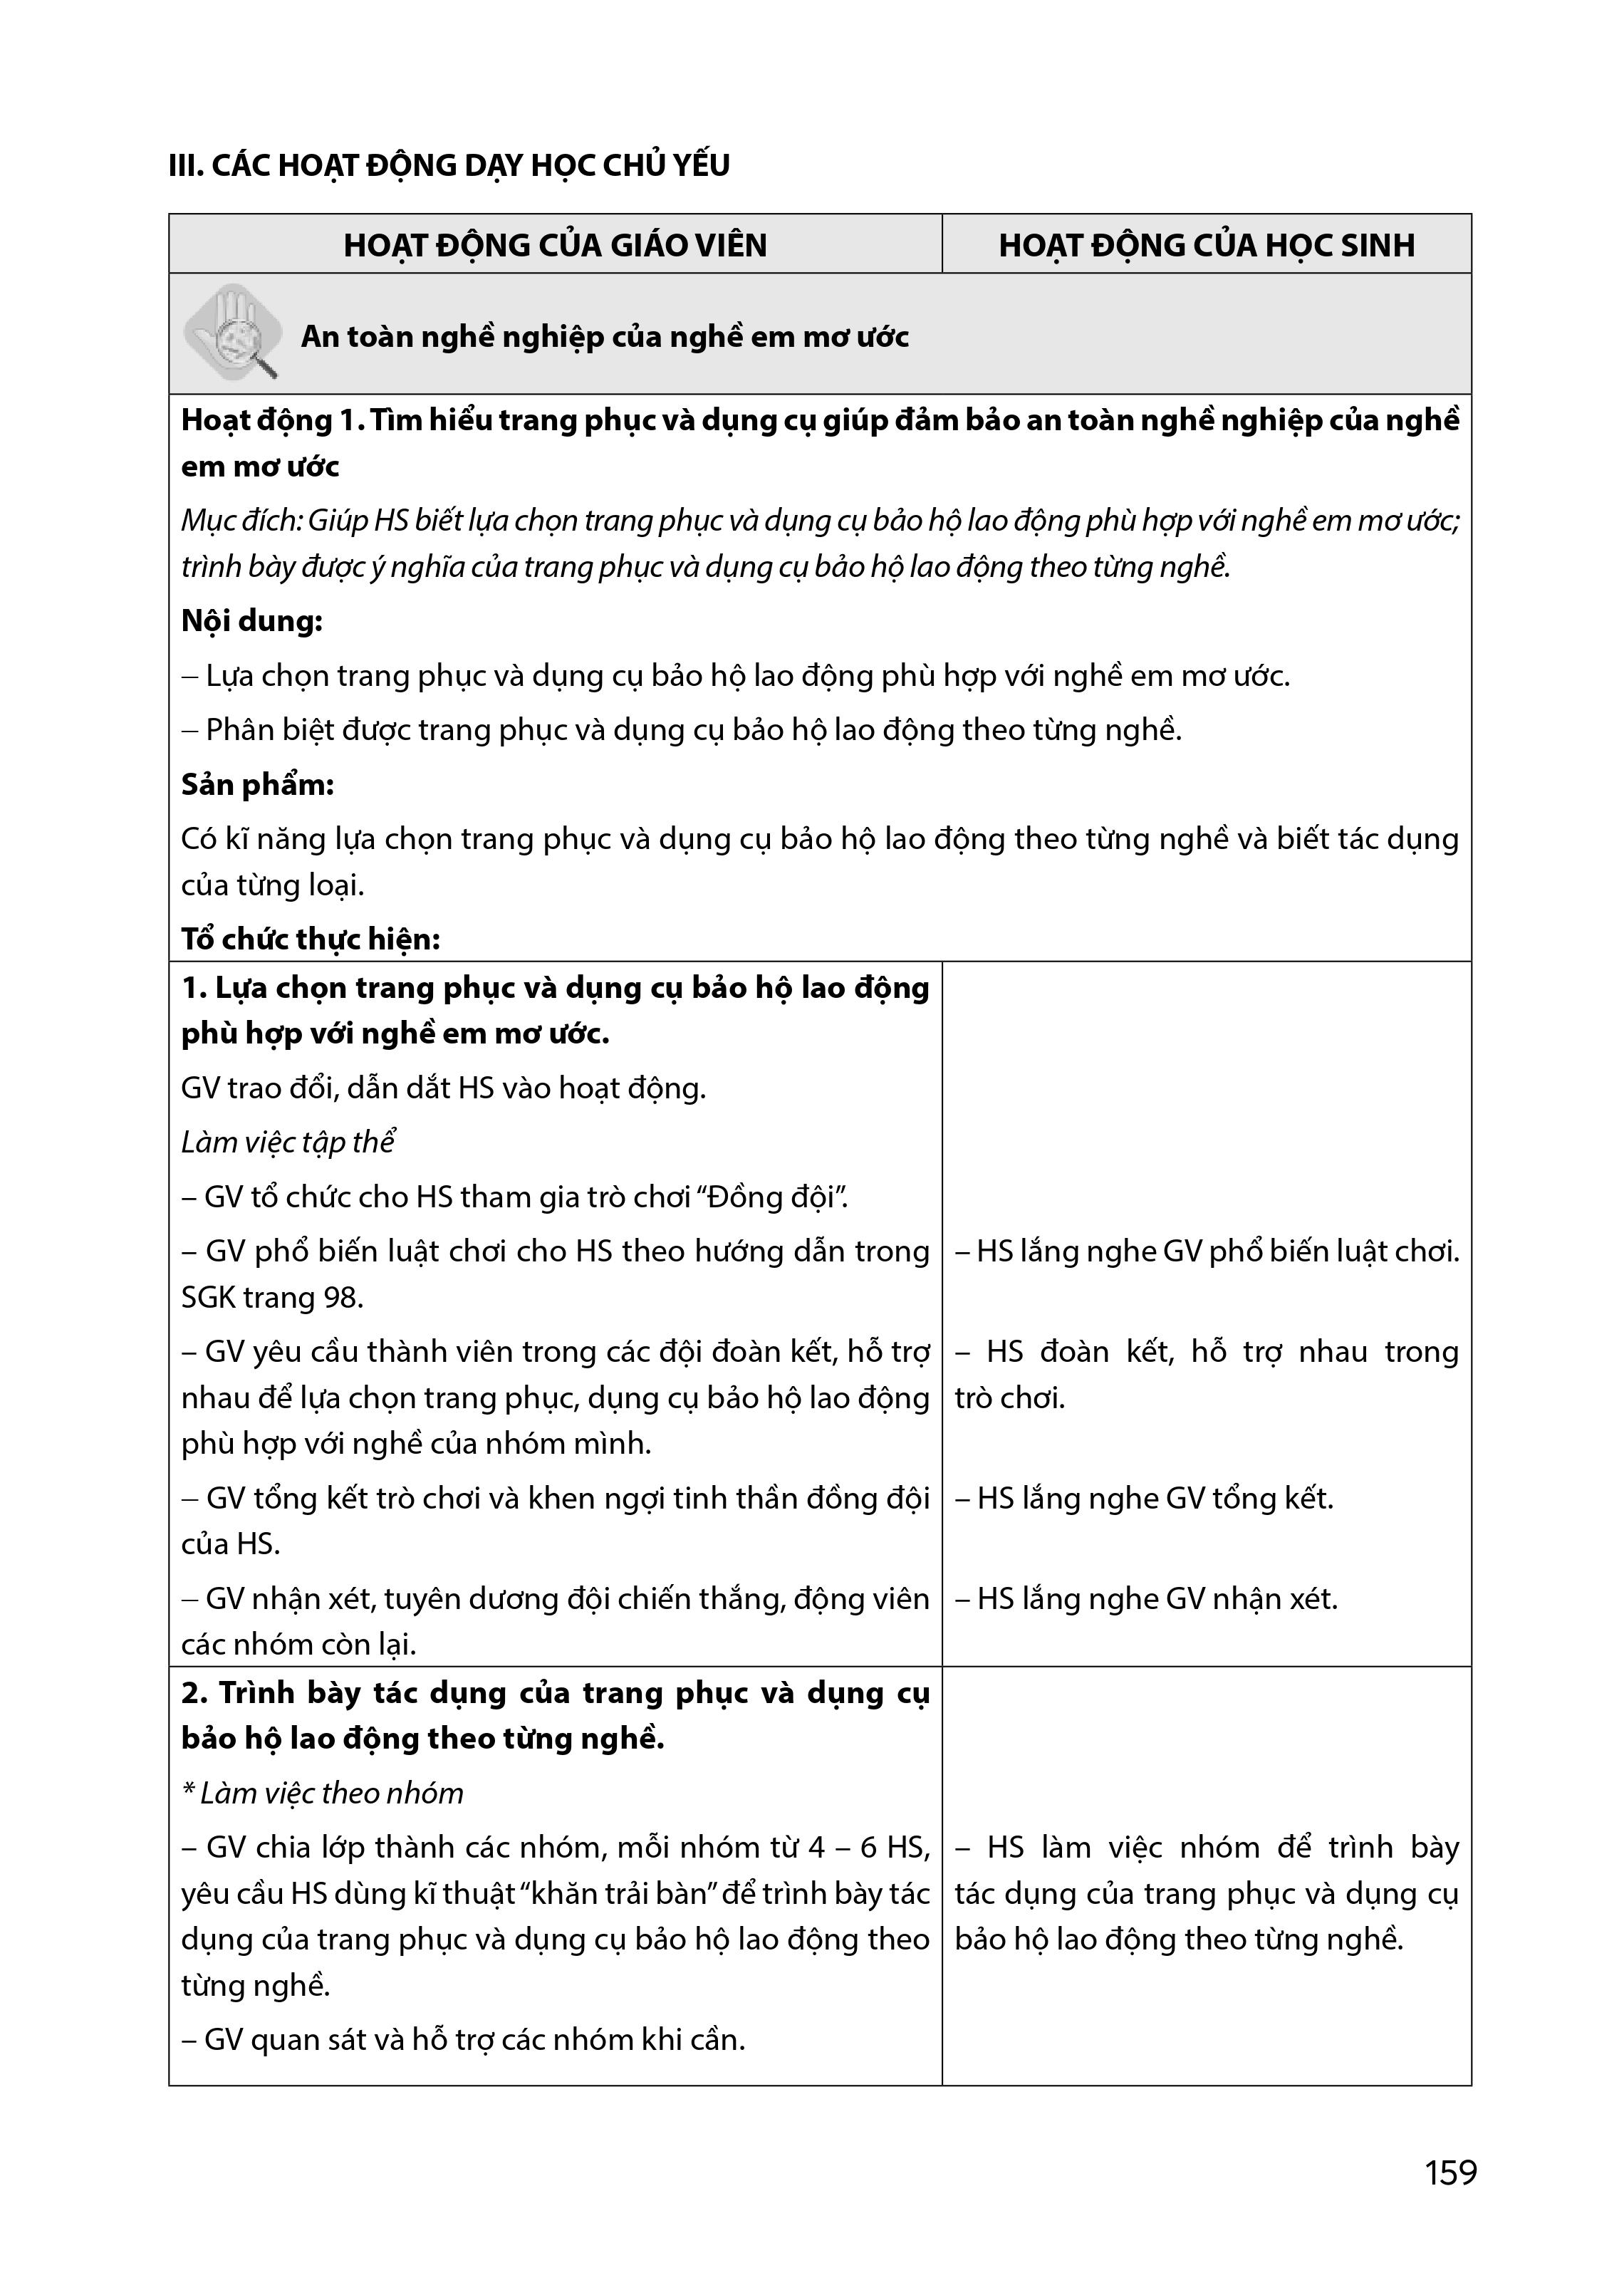 III. CÁC HOẠT ĐỘNG DẠY HỌC CHỦ YẾU
HOẠT ĐỘNG CỦA GIÁO VIÊN
HOẠT ĐỘNG CỦA HỌC SINH
An toàn nghề nghiệp của nghề em mơ ước
Hoạt động 1. Tìm hiểu trang phục và dụng cụ giúp đảm bảo an toàn nghề nghiệp của nghề
em mơ ước
Mục đích: Giúp HS biết lựa chọn trang phục và dụng cụ bảo hộ lao động phù hợp với nghề em mơ ước;
trình bày được ý nghĩa của trang phục và dụng cụ bảo hộ lao động theo từng nghề.
Nội dung:
– Lựa chọn trang phục và dụng cụ bảo hộ lao động phù hợp với nghề em mơ ước.
– Phân biệt được trang phục và dụng cụ bảo hộ lao động theo từng nghề.
Sản phẩm:
Có kĩ năng lựa chọn trang phục và dụng cụ bảo hộ lao động theo từng nghề và biết tác dụng
của từng loại.
Tổ chức thực hiện:
1. Lựa chọn trang phục và dụng cụ bảo hộ lao động
phù hợp với nghề em mơ ước.
GV trao đổi, dẫn dắt HS vào hoạt động.
Làm việc tập thể
– GV tổ chức cho HS tham gia trò chơi “Đồng đội”.
– GV phổ biến luật chơi cho HS theo hướng dẫn trong
SGK trang 98.
– GV yêu cầu thành viên trong các đội đoàn kết, hỗ trợ
nhau để lựa chọn trang phục, dụng cụ bảo hộ lao động
phù hợp với nghề của nhóm mình.
– GV tổng kết trò chơi và khen ngợi tinh thần đồng đội
của HS.
– GV nhận xét, tuyên dương đội chiến thắng, động viên
các nhóm còn lại.
– HS lắng nghe GV phổ biến luật chơi.
– HS đoàn kết, hỗ trợ nhau trong
trò chơi.
– HS lắng nghe GV tổng kết.
– HS lắng nghe GV nhận xét.
2. Trình bày tác dụng của trang phục và dụng cụ
bảo hộ lao động theo từng nghề.
* Làm việc theo nhóm
– GV chia lớp thành các nhóm, mỗi nhóm từ 4 – 6 HS,
yêu cầu HS dùng kĩ thuật “khăn trải bàn” để trình bày tác
dụng của trang phục và dụng cụ bảo hộ lao động theo
từng nghề.
– GV quan sát và hỗ trợ các nhóm khi cần.
– HS làm việc nhóm để trình bày
tác dụng của trang phục và dụng cụ
bảo hộ lao động theo từng nghề.
159